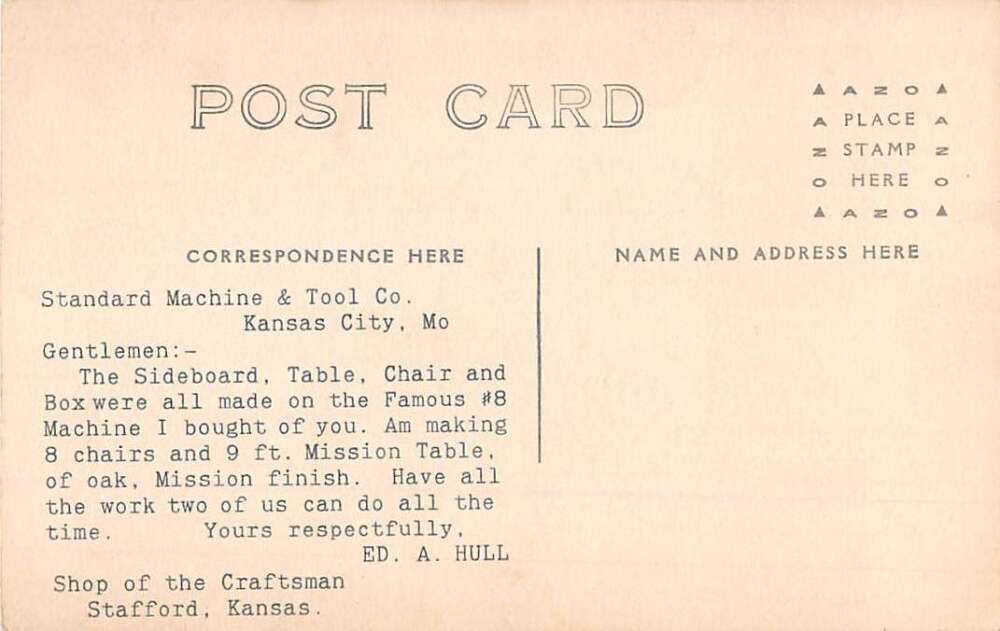 POST CARD
▲ A Z O ▲
A PLACE A
Z STAMP Z
O HERE O
▲ A Z O ▲
CORRESPONDENCE HERE
NAME AND ADDRESS HERE
Standard Machine & Tool Co.
Kansas City, Mo
Gentlemen:-
The Sideboard, Table, Chair and
Box were all made on the Famous #8
Machine I bought of you. Am making
8 chairs and 9 ft. Mission Table,
of oak, Mission finish. Have all
the work two of us can do all the
time. Yours respectfully,
ED. A. HULL
Shop of the Craftsman
Stafford, Kansas.